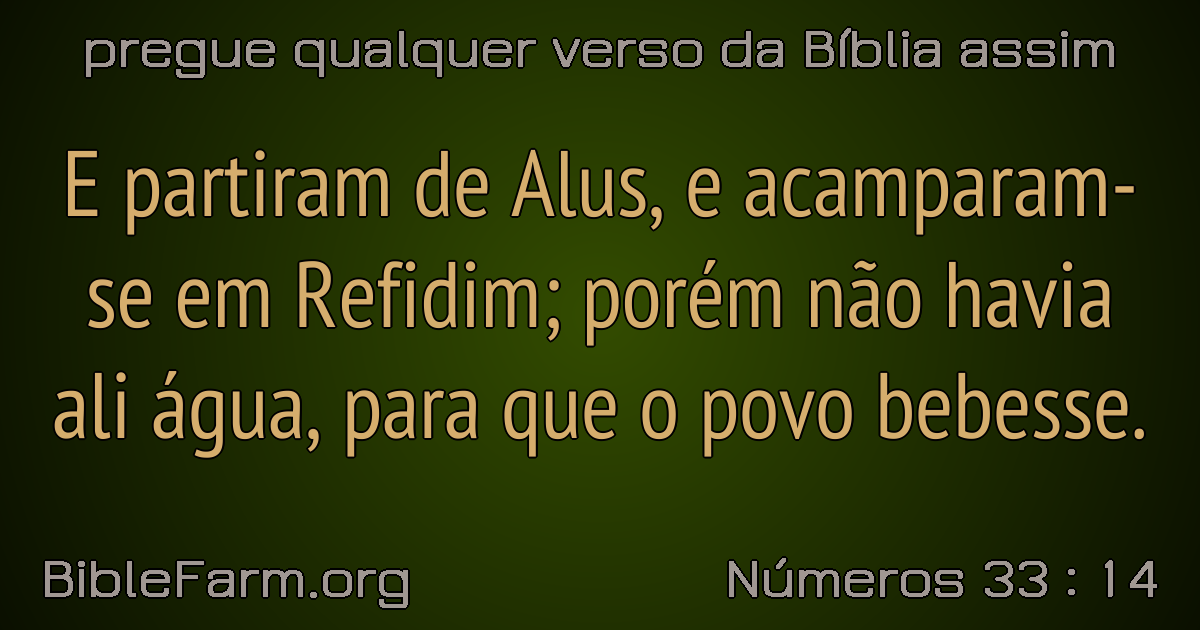 pregue qualquer verso da Bíblia assim
E partiram de Alus, e acamparam-
se em Refidim; porém não havia
ali água, para que o povo bebesse.
BibleFarm.org
Números 33 : 14